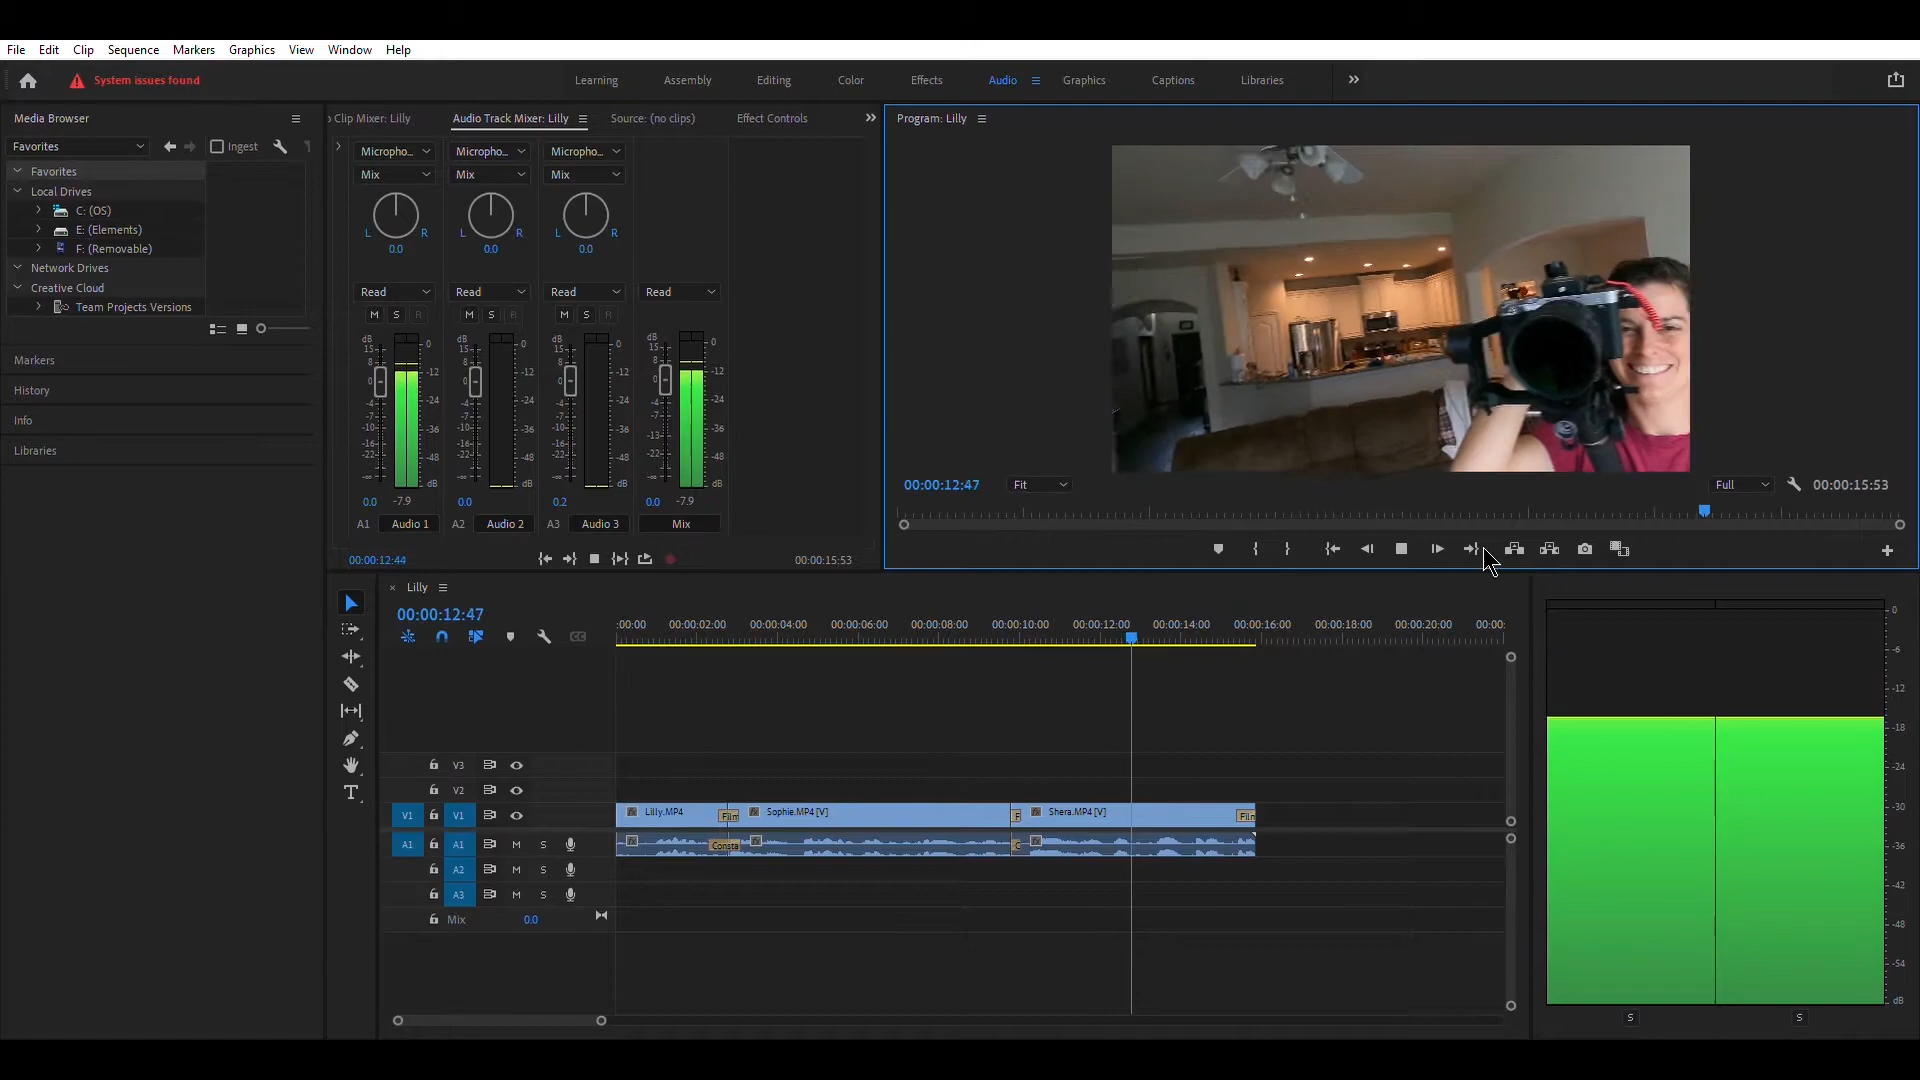 File Edit Clip Sequence Markers Graphics View Window Help
System issues found
Learning Assembly Editing Color Effects Audio Graphics Captions Libraries
Media Browser
Favorites
Ingest
Favorites
Local Drives
C: (OS)
E: (Elements)
F: (Removable)
Network Drives
Creative Cloud
Team Projects Versions
Markers
History
Info
Libraries
o Clip Mixer: Lilly Audio Track Mixer: Lilly Source: (no clips) Effect Controls
Micropho... Micropho... Micropho...
Mix Mix Mix
L R L R L R
0.0 0.0 0.0
Read Read Read Read
M S R M S R M S R
dB 15 8 0 -4 -7 -10 -16 -22 -∞
0 -12 -24 -36 -48 dB
dB 15 8 0 -4 -7 -10 -16 -22 -∞
0 -12 -24 -36 -48 dB
dB 15 8 0 -4 -7 -10 -16 -22 -∞
0 -12 -24 -36 -48 dB
dB 15 8 0 -4 -7 -13 -22 -∞
0 -12 -24 -36 -48 dB
0.0 -7.9 0.0 0.2 0.0 -7.9
A1 Audio 1 A2 Audio 2 A3 Audio 3 Mix
00:00:12:44 00:00:15:53
Program: Lilly
00:00:12:47 Fit Full 00:00:15:53
Lilly
00:00:12:47
:00:00 00:00:02:00 00:00:04:00 00:00:06:00 00:00:08:00 00:00:10:00 00:00:12:00 00:00:14:00 00:00:16:00 00:00:18:00 00:00:20:00 00:00:
V3
V2
V1 V1 Lilly.MP4 Film Sophie.MP4 [V] F Shera.MP4 [V] Film
A1 A1 M S Consta C
A2 M S
A3 M S
Mix 0.0
0
-6
-12
-18
-24
-30
-36
-42
-48
-54
dB
S S